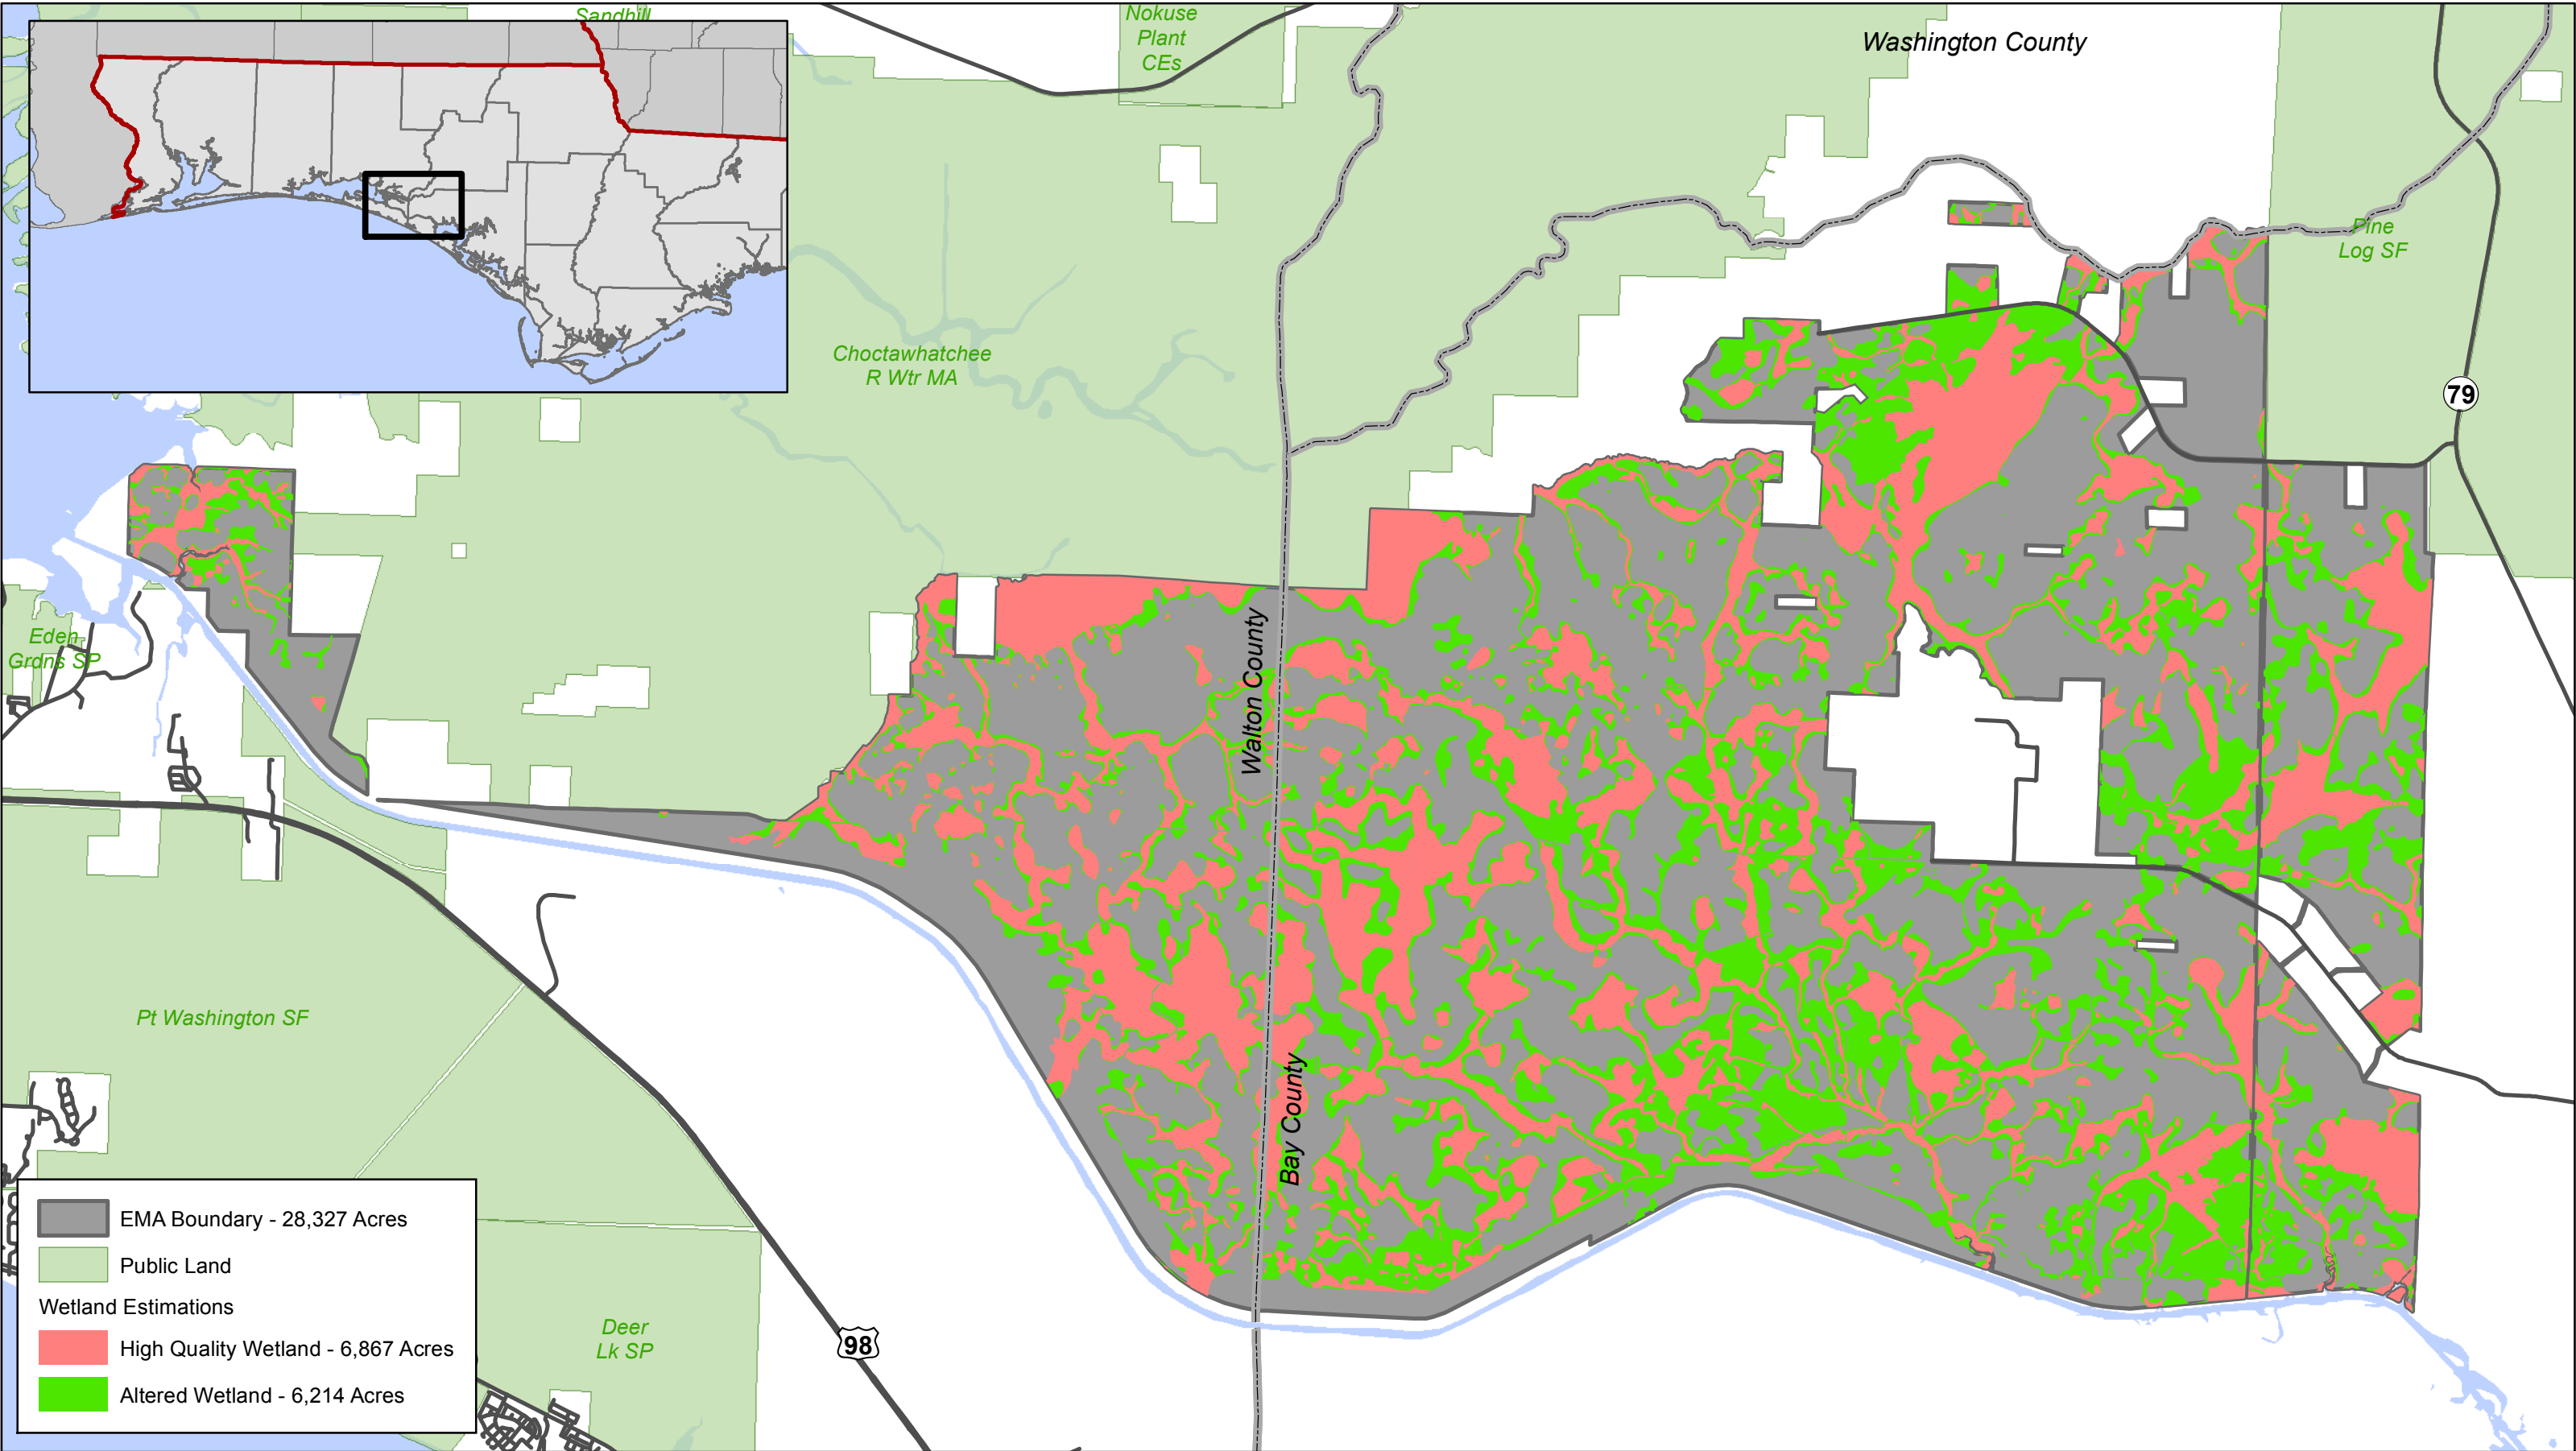 Sandhill
Nokuse
Plant
CEs
Washington County
Pine
Log SF
Choctawhatchee
R Wtr MA
79
Eden
Grdns SP
Walton County
Pt Washington SF
Bay County
EMA Boundary - 28,327 Acres
Public Land
Wetland Estimations
High Quality Wetland - 6,867 Acres
Altered Wetland - 6,214 Acres
Deer
Lk SP
98